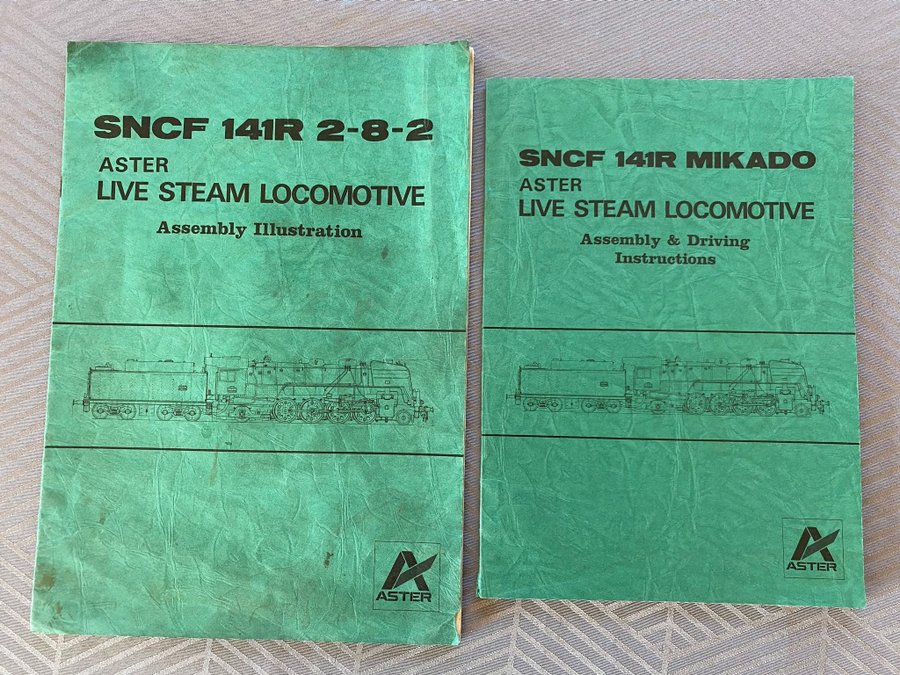 SNCF 141R 2-8-2
ASTER
LIVE STEAM LOCOMOTIVE
Assembly Illustration
ASTER
SNCF 141R MIKADO
ASTER
LIVE STEAM LOCOMOTIVE
Assembly & Driving
Instructions
ASTER